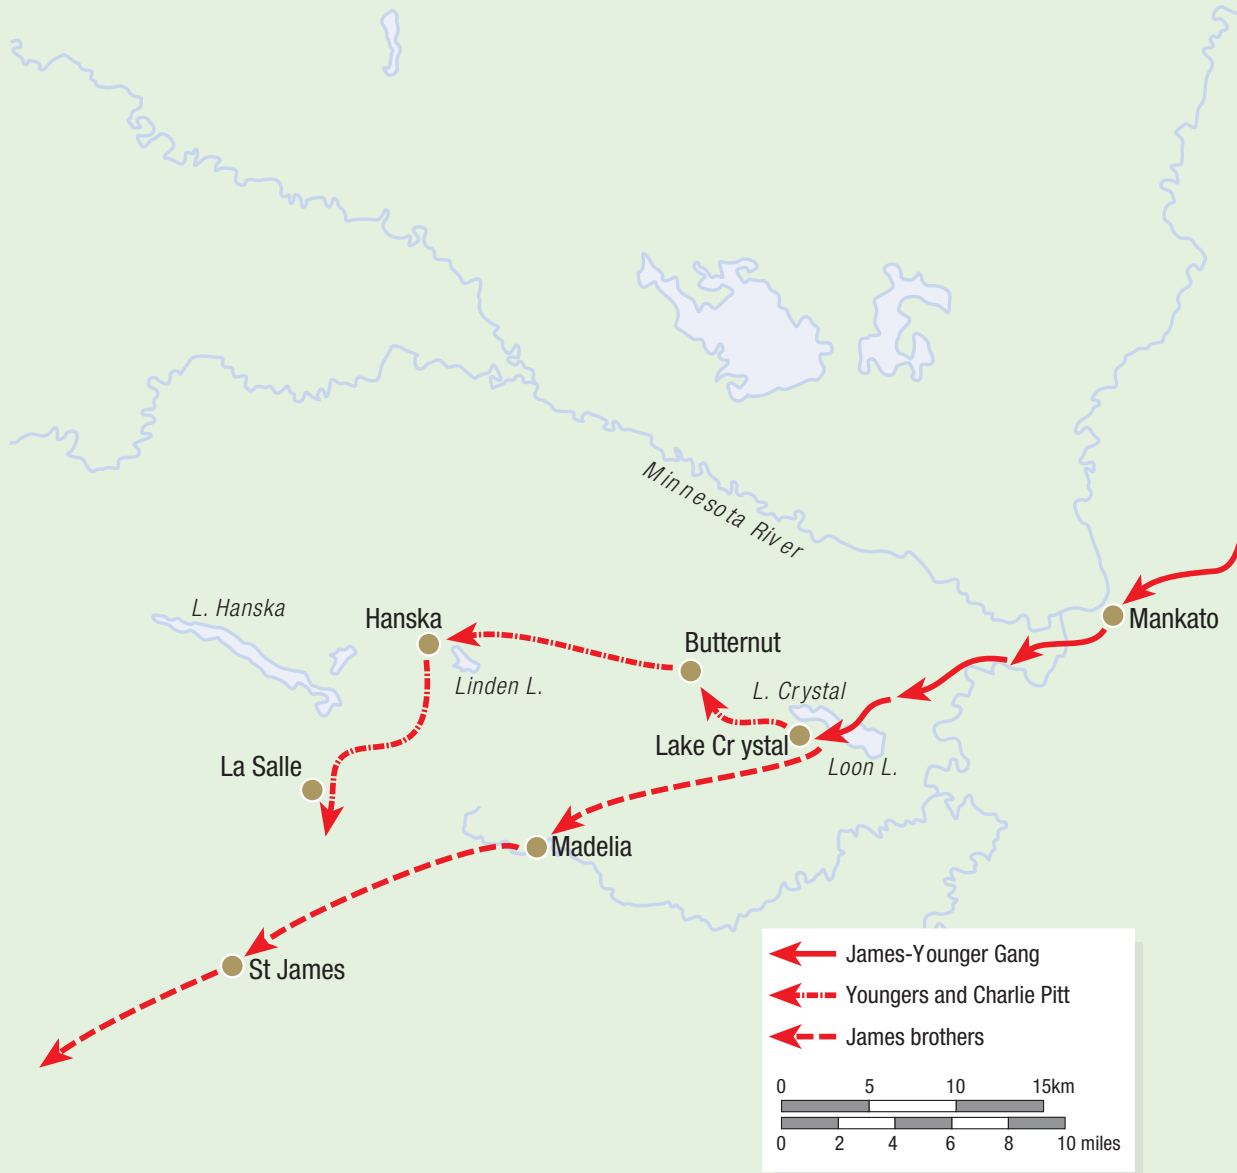 Minnesota River
L. Hanska
Hanska
Mankato
Butternut
Linden L.
L. Crystal
Lake Cr ystal
La Salle
Loon L.
Madelia
St James
James-Younger Gang
Youngers and Charlie Pitt
James brothers
0 5 10 15km
0 2 4 6 8 10 miles